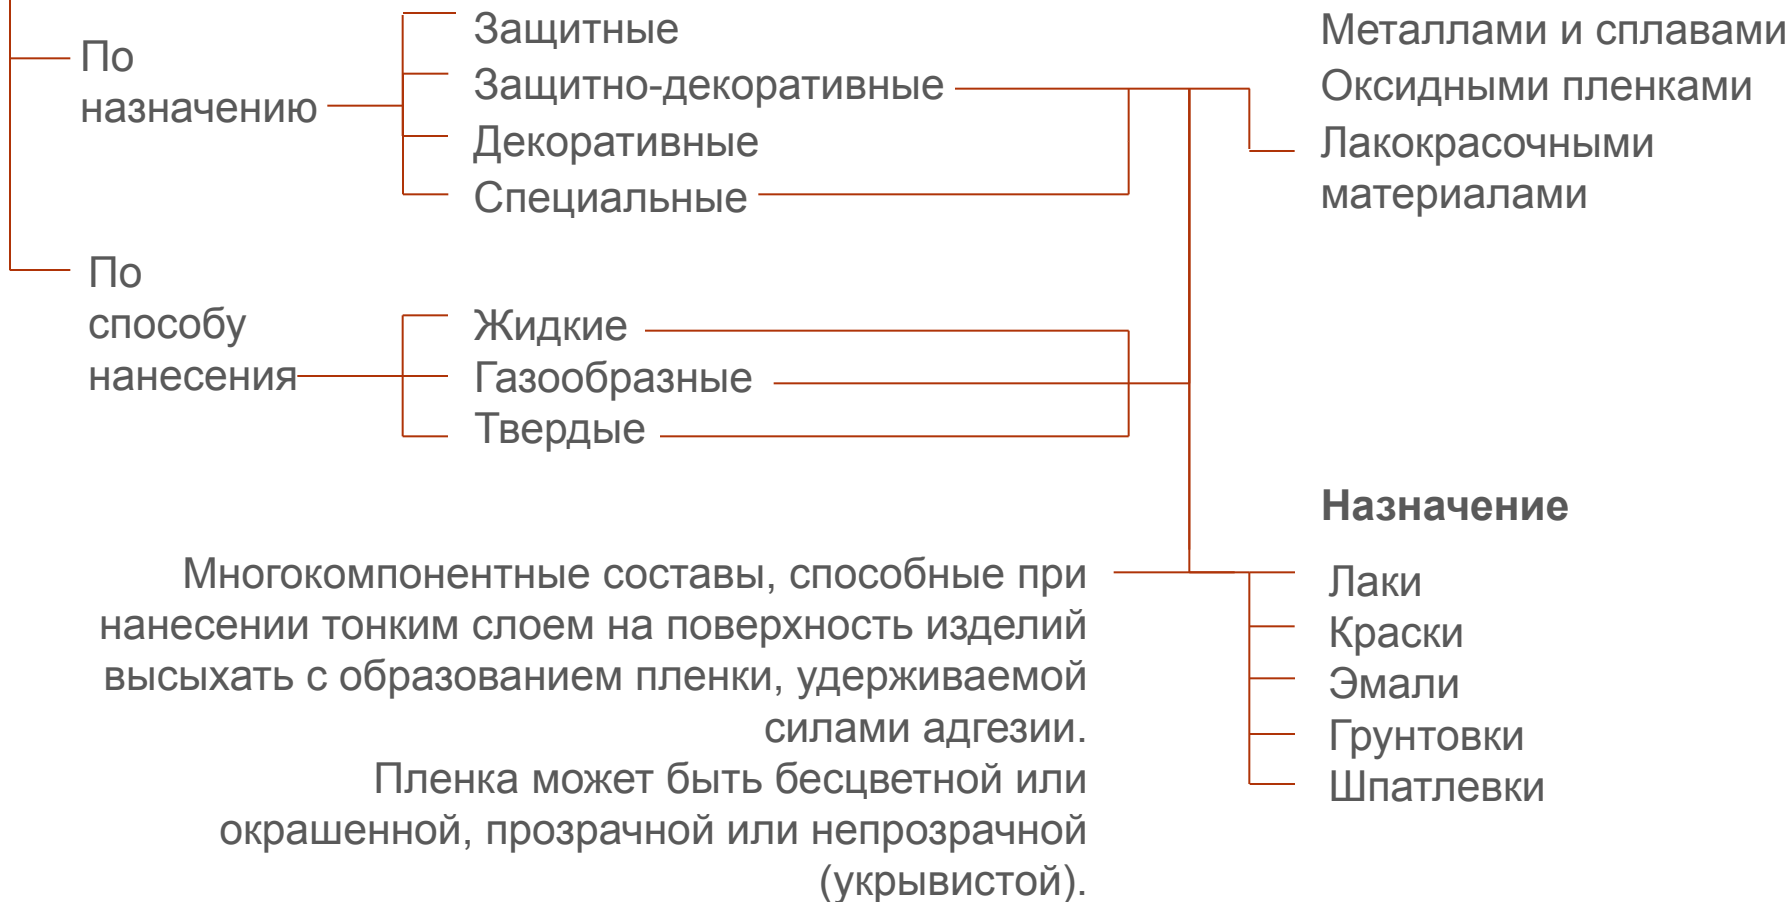 По
назначению
Защитные
Защитно-декоративные
Декоративные
Специальные
Металлами и сплавами
Оксидными пленками
Лакокрасочными
материалами
По
способу
нанесения
Жидкие
Газообразные
Твердые
Многокомпонентные составы, способные при
нанесении тонким слоем на поверхность изделий
высыхать с образованием пленки, удерживаемой
силами адгезии.
Пленка может быть бесцветной или
окрашенной, прозрачной или непрозрачной
(укрывистой).
Назначение
Лаки
Краски
Эмали
Грунтовки
Шпатлевки